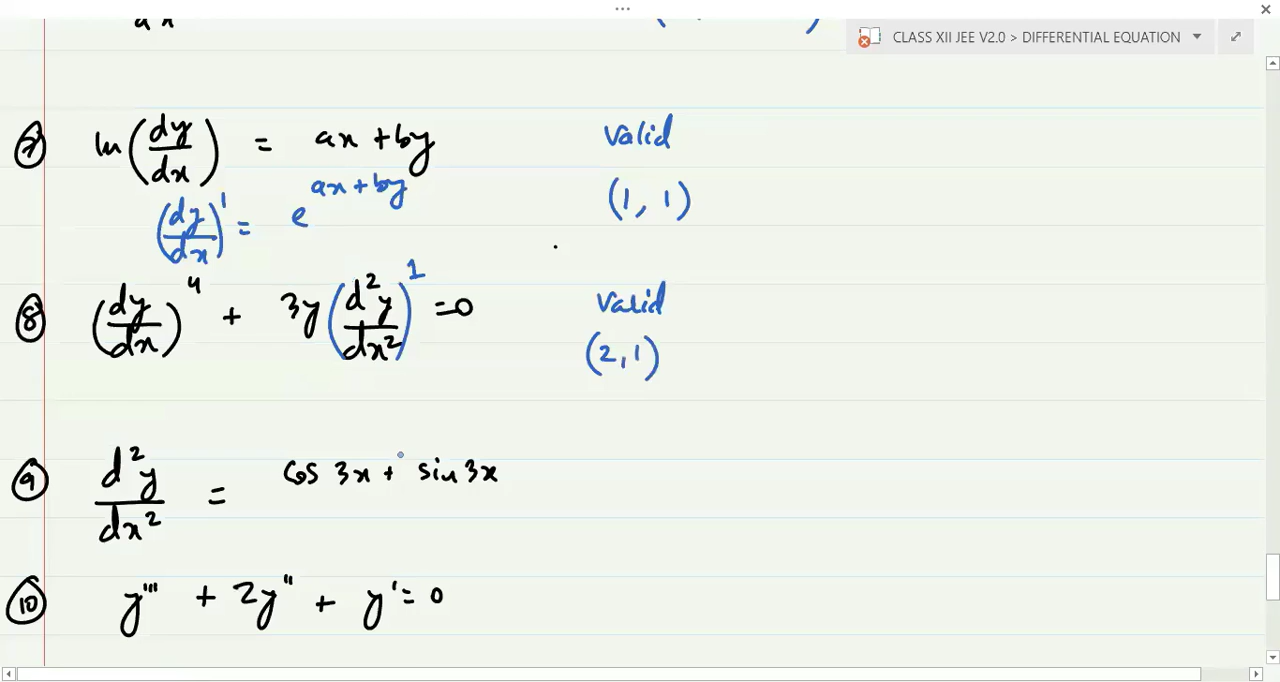 ...
dx
CLASS XII JEE V2.0 > DIFFERENTIAL EQUATION
⑦ ln(dy/dx) = ax + by Valid
(dy/dx)¹ = e^(ax + by) (1, 1)
⑧ (dy/dx)⁴ + 3y(d²y/dx²)¹ = 0 Valid
(2, 1)
⑨ d²y/dx² = cos 3x + sin 3x
⑩ y''' + 2y'' + y' = 0